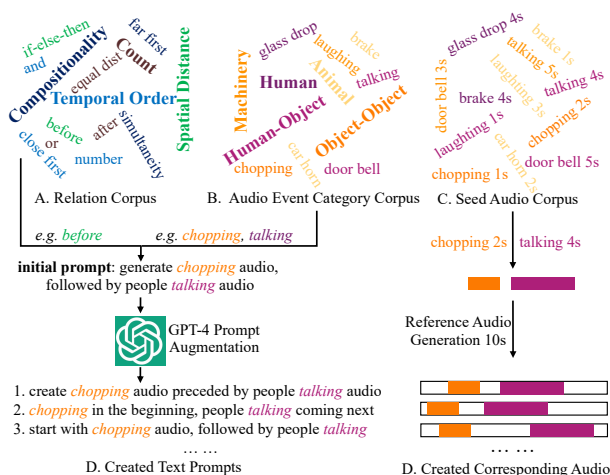 if-else-then
and
far first
Compositionality
equal dist
Count
Temporal Order
Spatial Distance
before
or
after
simultaneity
close first
number
A. Relation Corpus
glass drop
laughing
brake
Machinery
Human
Animal
talking
Human-Object
Object-Object
chopping
car horn
door bell
B. Audio Event Category Corpus
glass drop 4s
brake 1s
door bell 3s
talking 5s
laughing 3s
talking 4s
brake 4s
laughting 1s
chopping 2s
car horn 2s
door bell 5s
chopping 1s
C. Seed Audio Corpus
e.g. before
e.g. chopping, talking
initial prompt: generate chopping audio,
followed by people talking audio
GPT-4 Prompt
Augmentation
1. create chopping audio preceded by people talking audio
2. chopping in the beginning, people talking coming next
3. start with chopping audio, followed by people talking
... ...
D. Created Text Prompts
chopping 2s
talking 4s
Reference Audio
Generation 10s
... ...
D. Created Corresponding Audio